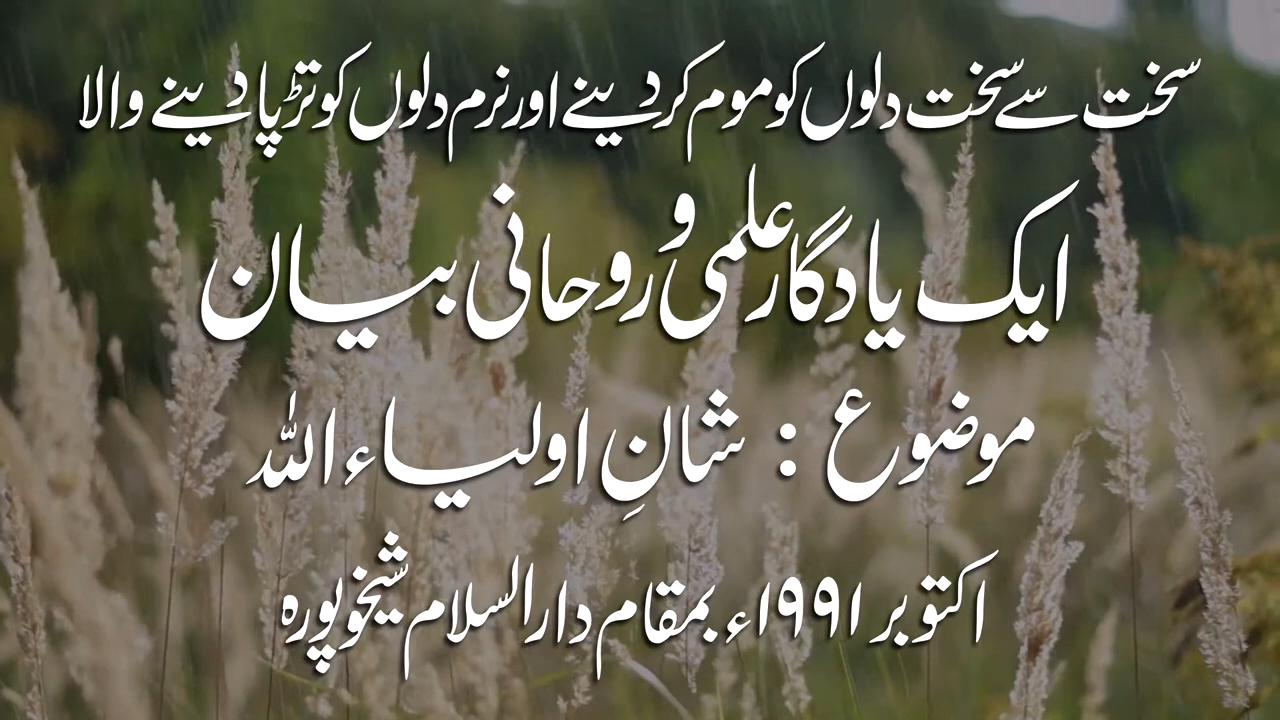 سخت سے سخت دلوں کو موم کر دینے اور نرم دلوں کو تڑپا دینے والا
ایک یادگار علمی و روحانی بیان
موضوع : شانِ اولیاء اللہ
اکتوبر ۱۹۹۱ء بمقام دارالسلام شیخوپورہ